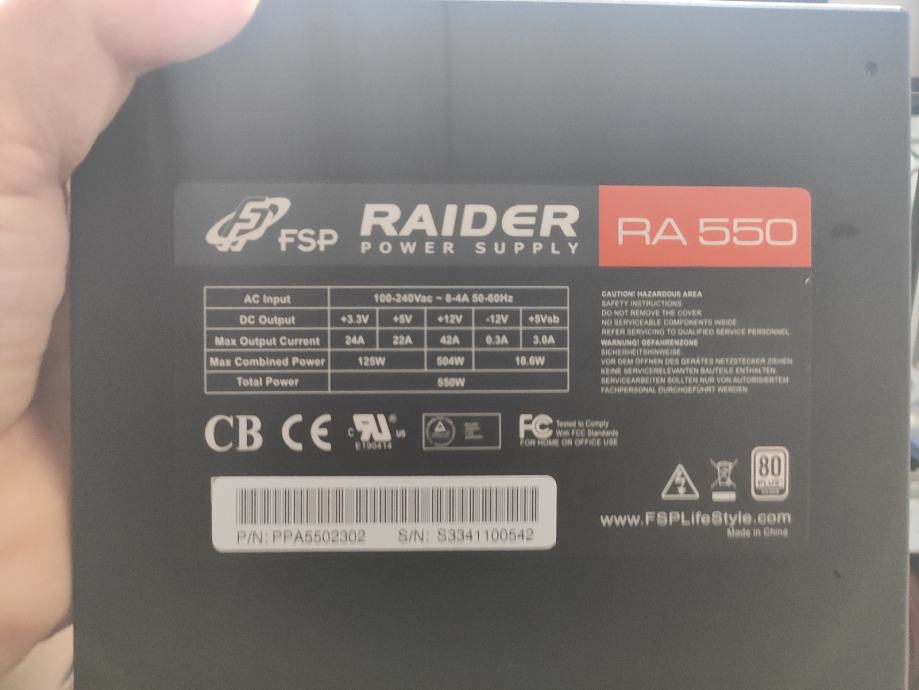 FSP
RAIDER
POWER SUPPLY
RA 550
AC Input 100-240Vac ~ 8-4A 50-60Hz
DC Output +3.3V +5V +12V -12V +5Vsb
Max Output Current 24A 22A 42A 0.3A 3.0A
Max Combined Power 125W 504W 18.6W
Total Power 550W
CAUTION! HAZARDOUS AREA
SAFETY INSTRUCTIONS:
DO NOT REMOVE THE COVER
NO SERVICEABLE COMPONENTS INSIDE
REFER SERVICING TO QUALIFIED SERVICE PERSONNEL.
WARNUNG! GEFAHRENZONE
SICHERHEITSHINWEISE
VOR DEM ÖFFNEN DES GERÄTES NETZSTECKER ZIEHEN.
KEINE SERVICERELEVANTEN BAUTEILE ENTHALTEN.
SERVICEARBEITEN SOLLTEN NUR VON AUTORISIERTEM
FACHPERSONAL DURCHGEFÜHRT WERDEN.
CB CE
C UL ® US
E190414
FC Tested to Comply
With FCC Standards
FOR HOME OR OFFICE USE
80
PLUS
SILVER
www.FSPLifeStyle.com
Made in China
P/N: PPA5502302 S/N: S3341100542